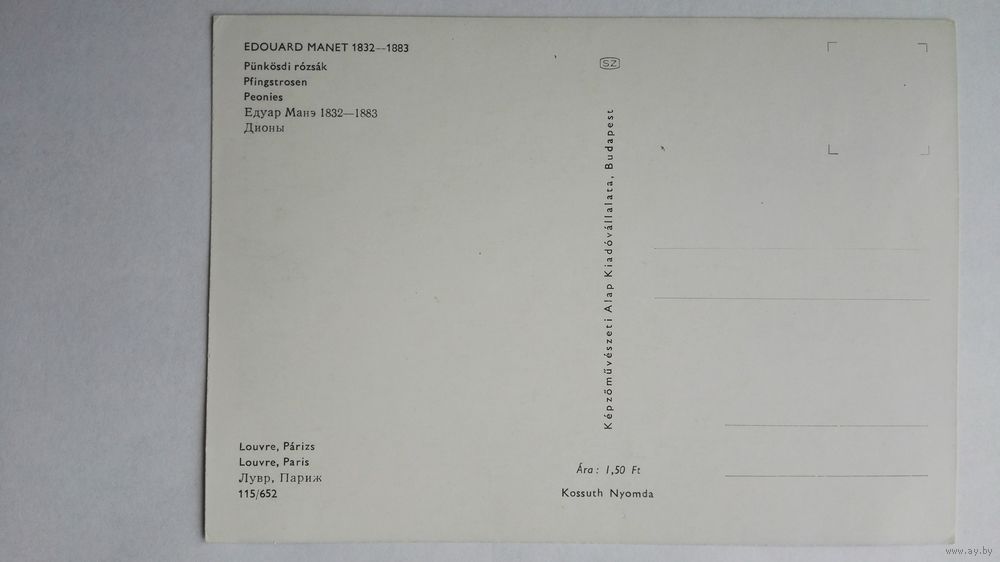 EDOUARD MANET 1832—1883
Pünkösdi rózsák
Pfingstrosen
Peonies
Едуар Манэ 1832—1883
Дионы
SZ
Képzőművészeti Alap Kiadóvállalata, Budapest
Louvre, Párizs
Louvre, Paris
Лувр, Париж
115/652
Ára: 1,50 Ft
Kossuth Nyomda
www.ay.by